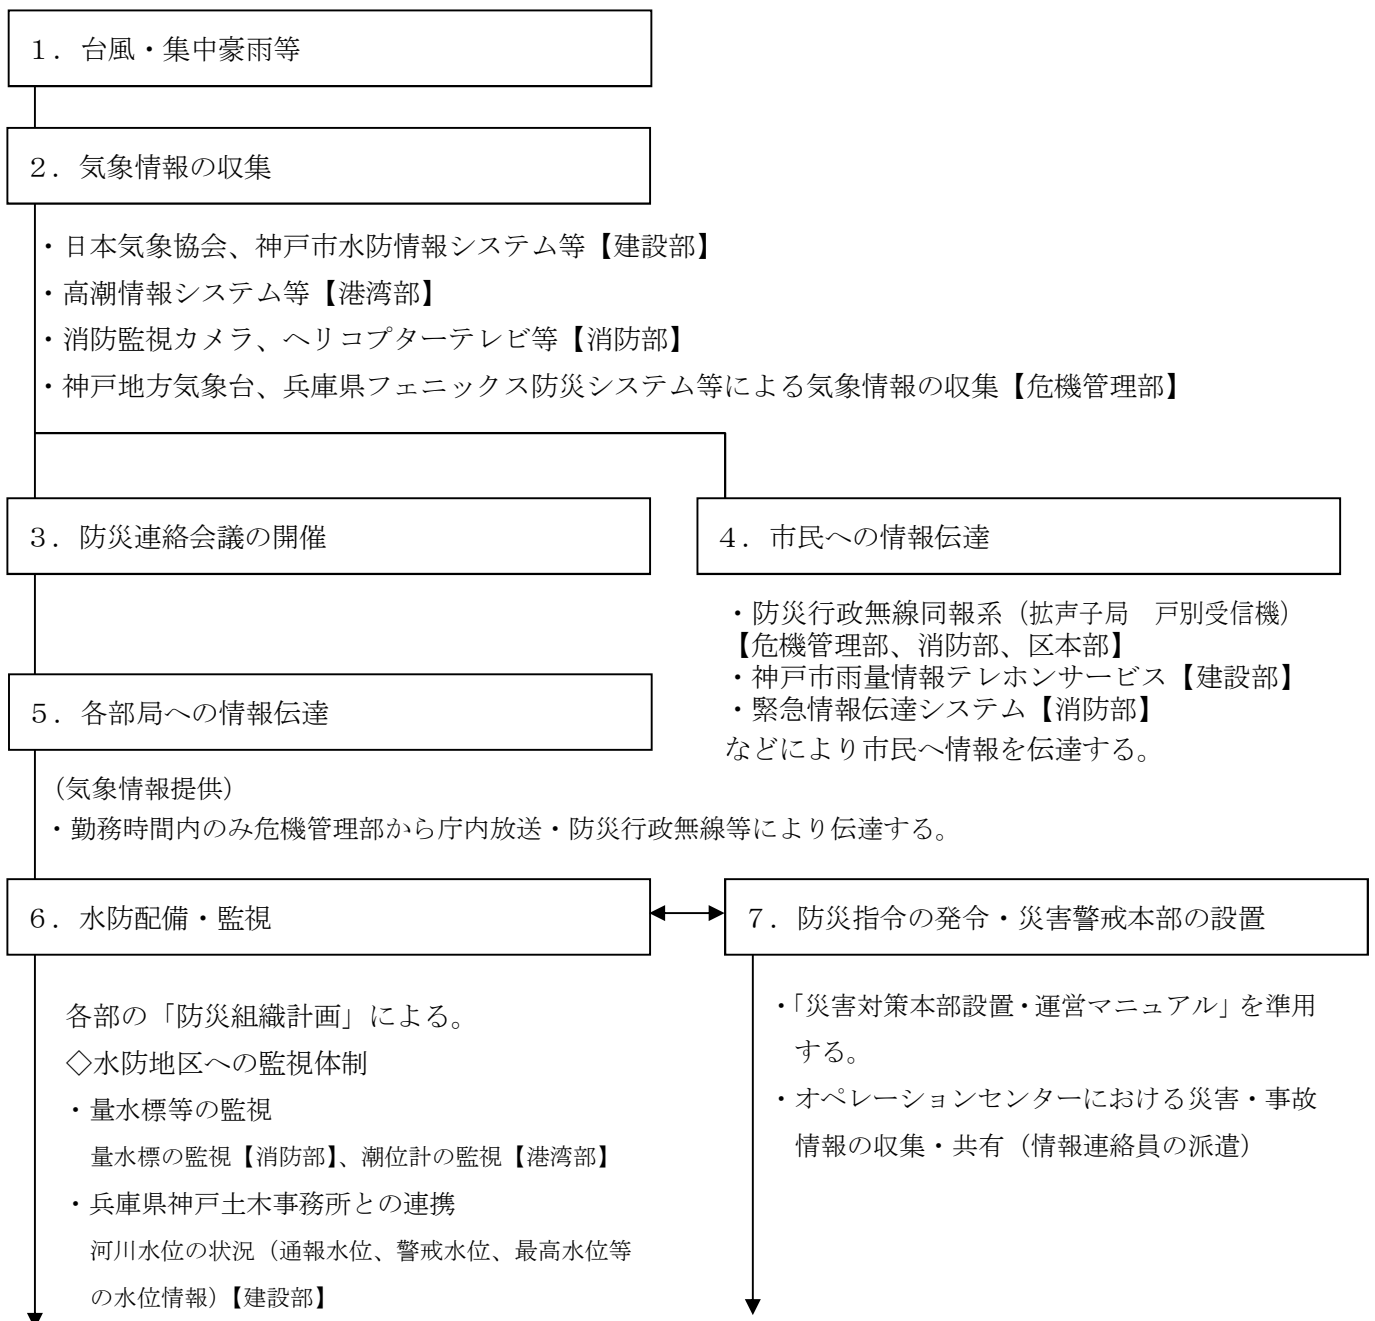 １．台風・集中豪雨等
２．気象情報の収集
・日本気象協会、神戸市水防情報システム等【建設部】
・高潮情報システム等【港湾部】
・消防監視カメラ、ヘリコプターテレビ等【消防部】
・神戸地方気象台、兵庫県フェニックス防災システム等による気象情報の収集【危機管理部】
３．防災連絡会議の開催
４．市民への情報伝達
・防災行政無線同報系（拡声子局　戸別受信機）
【危機管理部、消防部、区本部】
・神戸市雨量情報テレホンサービス【建設部】
・緊急情報伝達システム【消防部】
などにより市民へ情報を伝達する。
５．各部局への情報伝達
（気象情報提供）
・勤務時間内のみ危機管理部から庁内放送・防災行政無線等により伝達する。
６．水防配備・監視
７．防災指令の発令・災害警戒本部の設置
各部の「防災組織計画」による。
◇水防地区への監視体制
・量水標等の監視
量水標の監視【消防部】、潮位計の監視【港湾部】
・兵庫県神戸土木事務所との連携
河川水位の状況（通報水位、警戒水位、最高水位等
の水位情報）【建設部】
・「災害対策本部設置・運営マニュアル」を準用
する。
・オペレーションセンターにおける災害・事故
情報の収集・共有（情報連絡員の派遣）